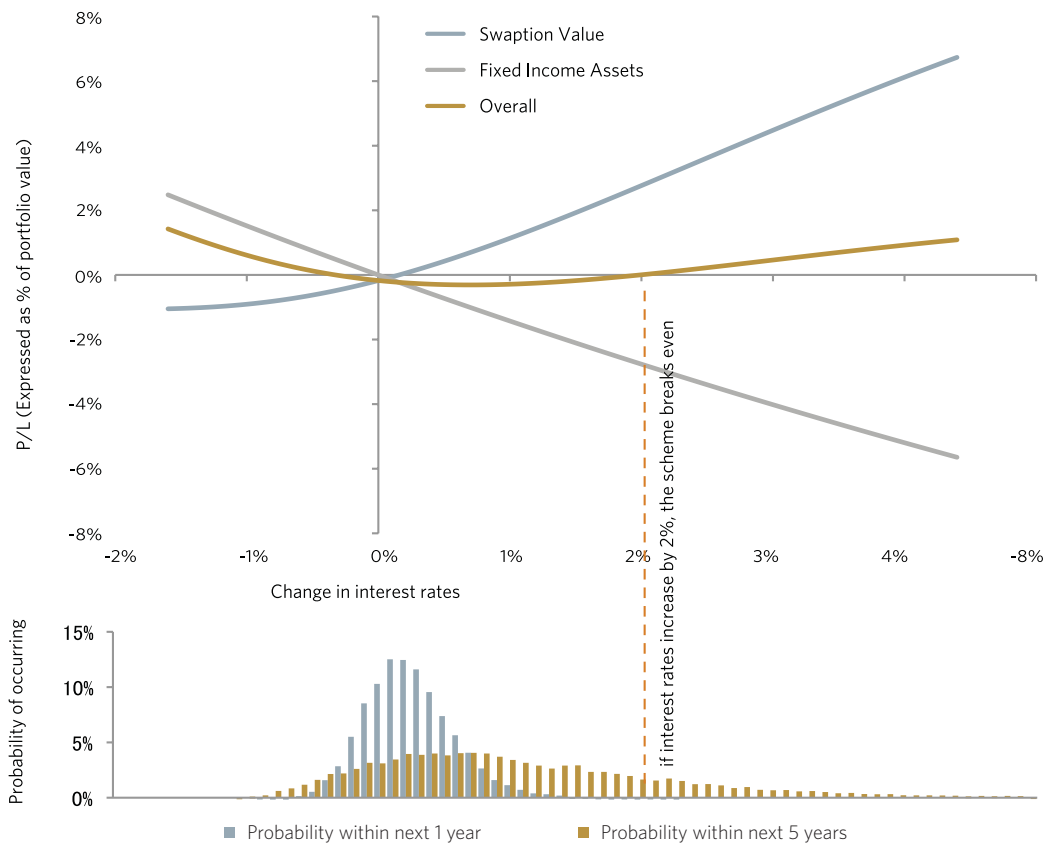 8%
6%
4%
2%
0%
-2%
-4%
-6%
-8%
P/L (Expressed as % of portfolio value)
Swaption Value
Fixed Income Assets
Overall
-2%
-1%
0%
1%
2%
3%
4%
-8%
Change in interest rates
if interest rates increase by 2%, the scheme breaks even
Probability of occurring
15%
10%
5%
0%
Probability within next 1 year
Probability within next 5 years